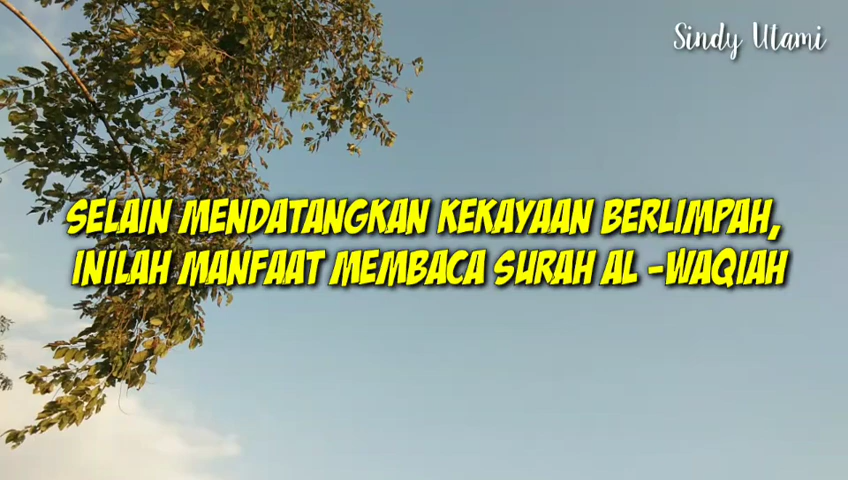 Sindy Utami
SELAIN MENDATANGKAN KEKAYAAN BERLIMPAH,
INILAH MANFAAT MEMBACA SURAH AL -WAQIAH